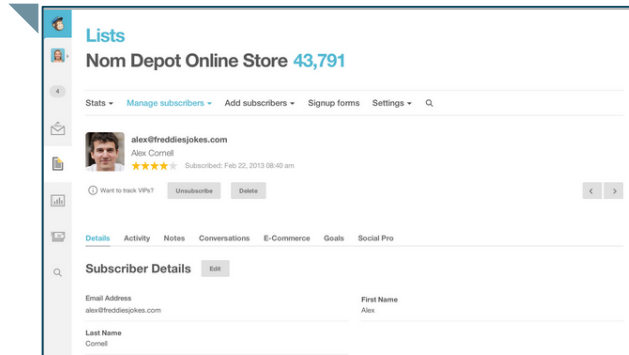 Lists
Nom Depot Online Store 43,791
4
Stats Manage subscribers Add subscribers Signup forms Settings
alex@freddiesjokes.com
Alex Cornell
Subscribed: Feb 22, 2013 08:40 am
Want to track VIPs? Unsubscribe Delete
Details Activity Notes Conversations E-Commerce Goals Social Pro
Subscriber Details Edit
Email Address First Name
alex@freddiesjokes.com Alex
Last Name
Cornell